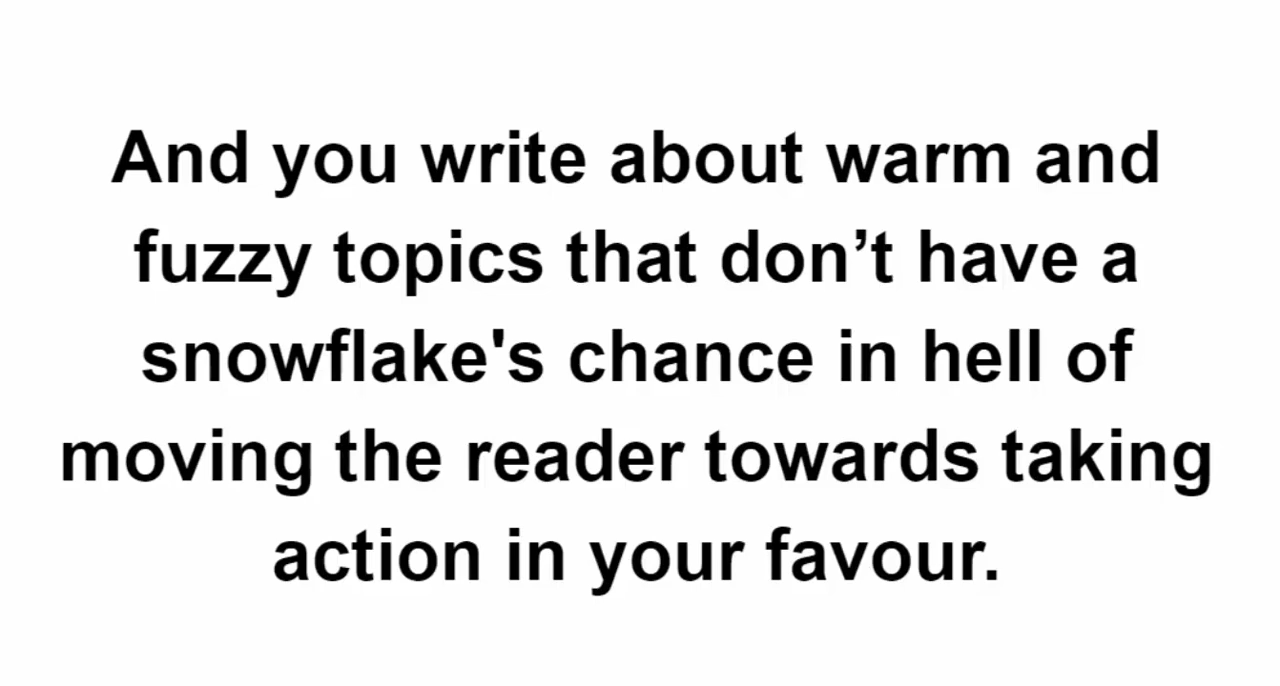 And you write about warm and
fuzzy topics that don’t have a
snowflake's chance in hell of
moving the reader towards taking
action in your favour.